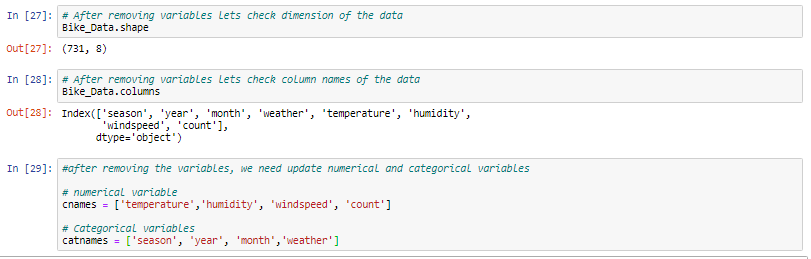 In [27]: # After removing variables lets check dimension of the data
Bike_Data.shape
Out[27]: (731, 8)
In [28]: # After removing variables lets check column names of the data
Bike_Data.columns
Out[28]: Index(['season', 'year', 'month', 'weather', 'temperature', 'humidity',
'windspeed', 'count'],
dtype='object')
In [29]: #after removing the variables, we need update numerical and categorical variables
# numerical variable
cnames = ['temperature','humidity', 'windspeed', 'count']
# Categorical variables
catnames = ['season', 'year', 'month','weather']